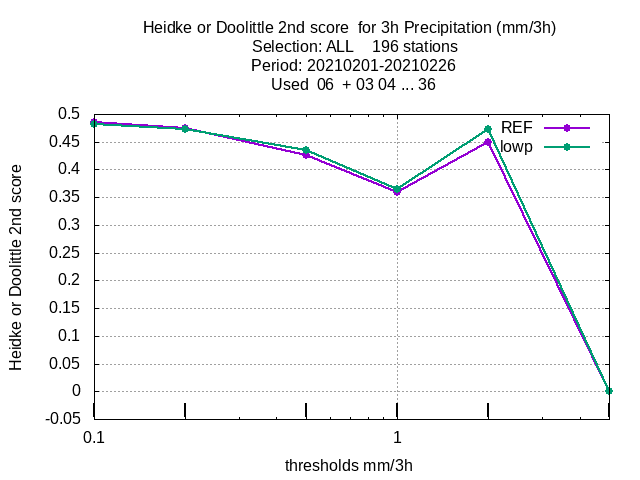 Heidke or Doolittle 2nd score  for 3h Precipitation (mm/3h)
Selection: ALL    196 stations
Period: 20210201-20210226
Used  06  + 03 04 ... 36
REF
lowp
0.5
0.45
0.4
0.35
0.3
0.25
0.2
0.15
0.1
0.05
0
-0.05
Heidke or Doolittle 2nd score
0.1
1
thresholds mm/3h